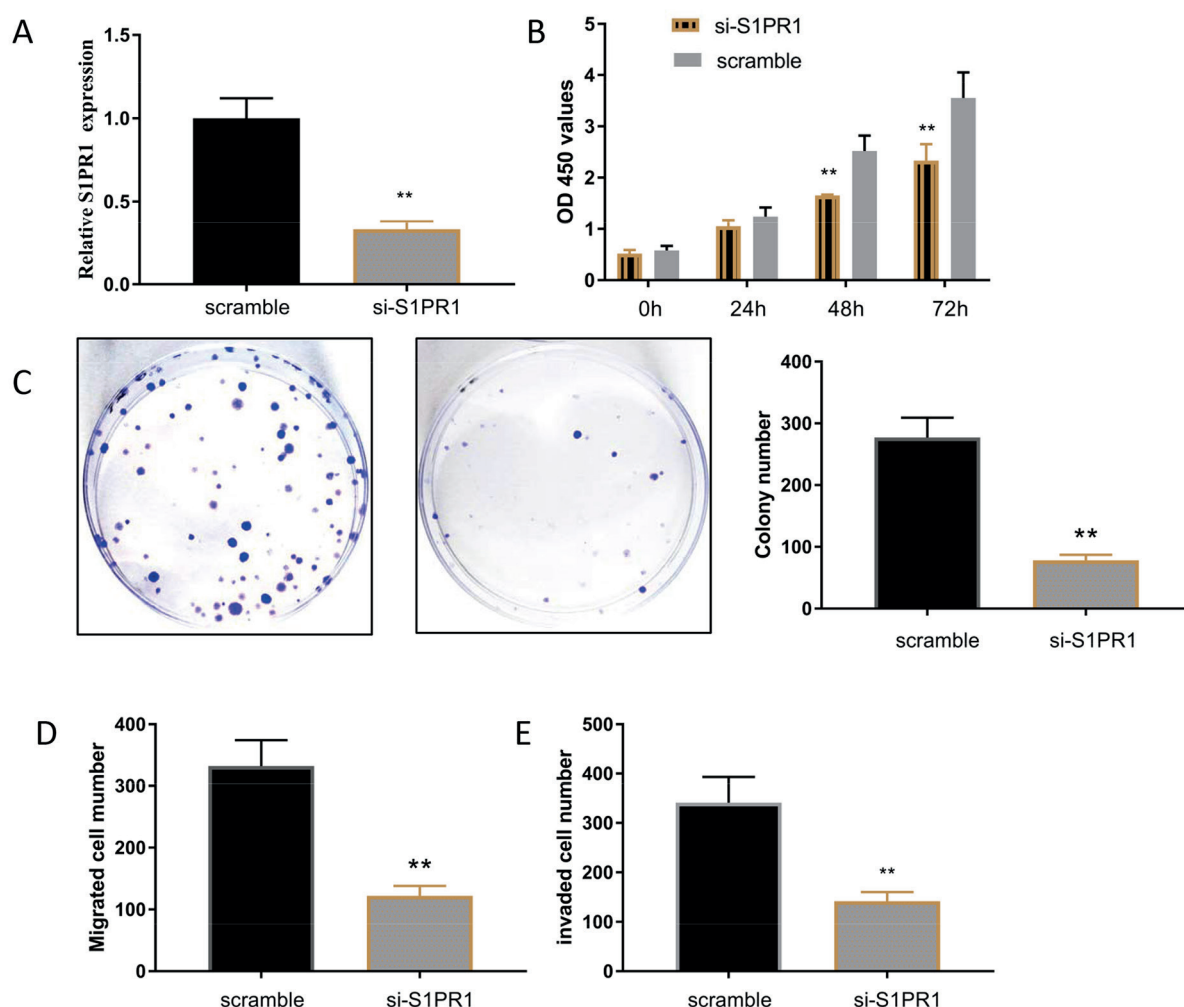 A
Relative S1PR1 expression
1.5
1.0
0.5
0.0
**
scramble
si-S1PR1
B
si-S1PR1
scramble
OD 450 values
5
4
3
2
1
0
**
**
0h
24h
48h
72h
C
Colony number
400
300
200
100
0
**
scramble
si-S1PR1
D
Migrated cell mumber
400
300
200
100
0
**
scramble
si-S1PR1
E
invaded cell number
500
400
300
200
100
0
**
scramble
si-S1PR1